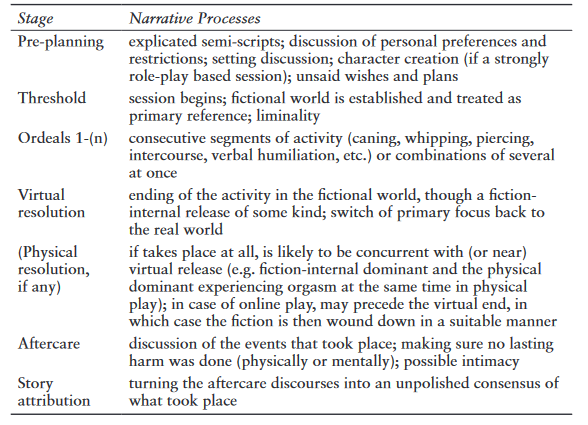 Stage Narrative Processes
Pre-planning explicated semi-scripts; discussion of personal preferences and
restrictions; setting discussion; character creation (if a strongly
role-play based session); unsaid wishes and plans
Threshold session begins; fictional world is established and treated as
primary reference; liminality
Ordeals 1-(n) consecutive segments of activity (caning, whipping, piercing,
intercourse, verbal humiliation, etc.) or combinations of several
at once
Virtual ending of the activity in the fictional world, though a fiction-
resolution internal release of some kind; switch of primary focus back to
the real world
(Physical if takes place at all, is likely to be concurrent with (or near)
resolution, virtual release (e.g. fiction-internal dominant and the physical
if any) dominant experiencing orgasm at the same time in physical
play); in case of online play, may precede the virtual end, in
which case the fiction is then wound down in a suitable manner
Aftercare discussion of the events that took place; making sure no lasting
harm was done (physically or mentally); possible intimacy
Story turning the aftercare discourses into an unpolished consensus of
attribution what took place